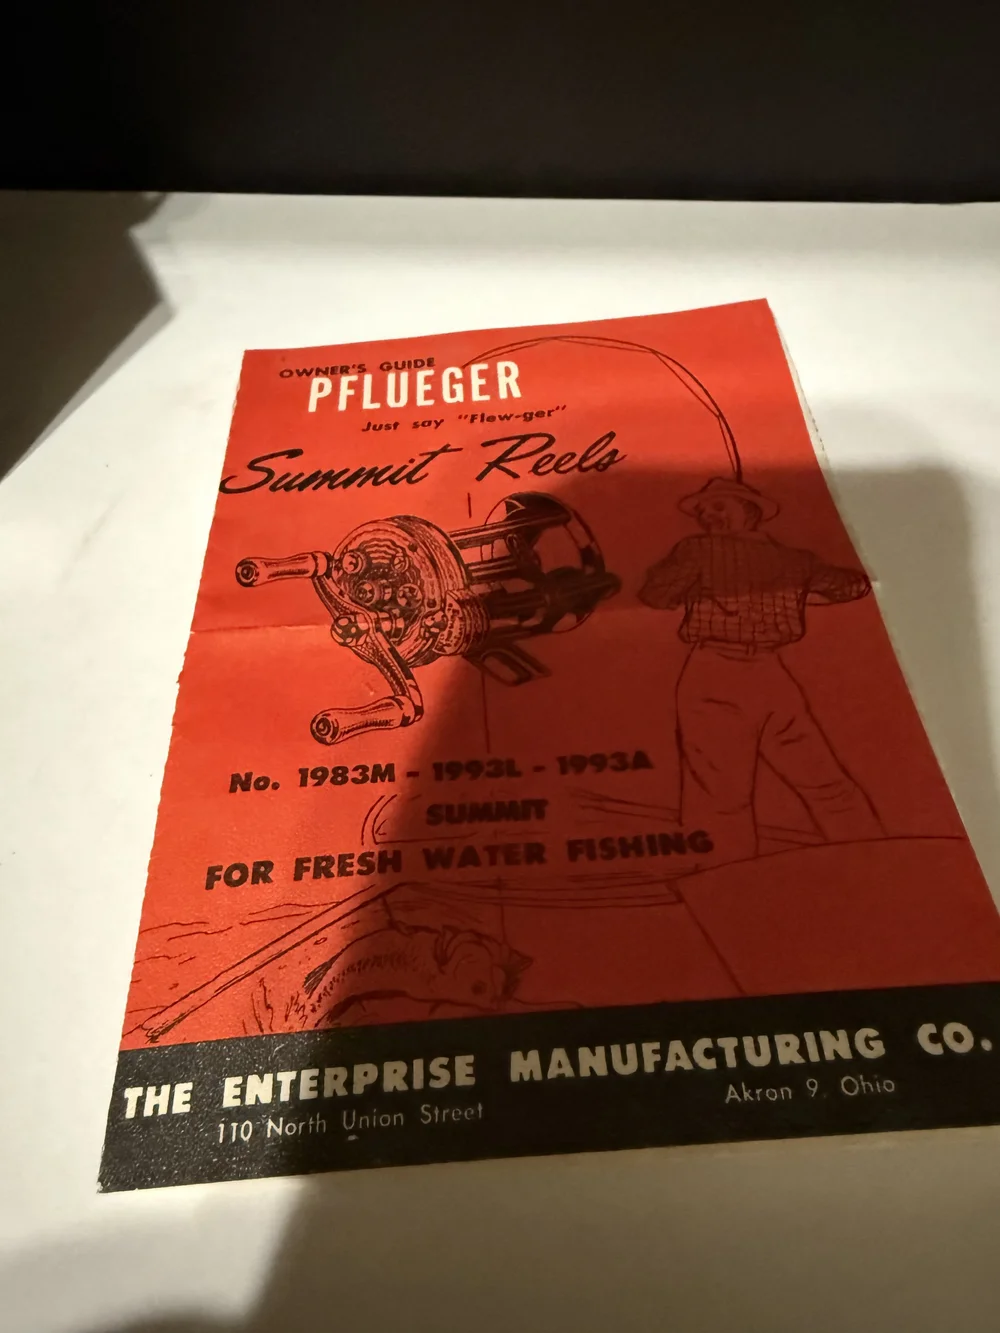 OWNER'S GUIDE
PFLUEGER
Just say "Flew-ger"
Summit Reels
No. 1983M - 1993L - 1993A
SUMMIT
FOR FRESH WATER FISHING
THE ENTERPRISE MANUFACTURING CO.
110 North Union Street Akron 9, Ohio